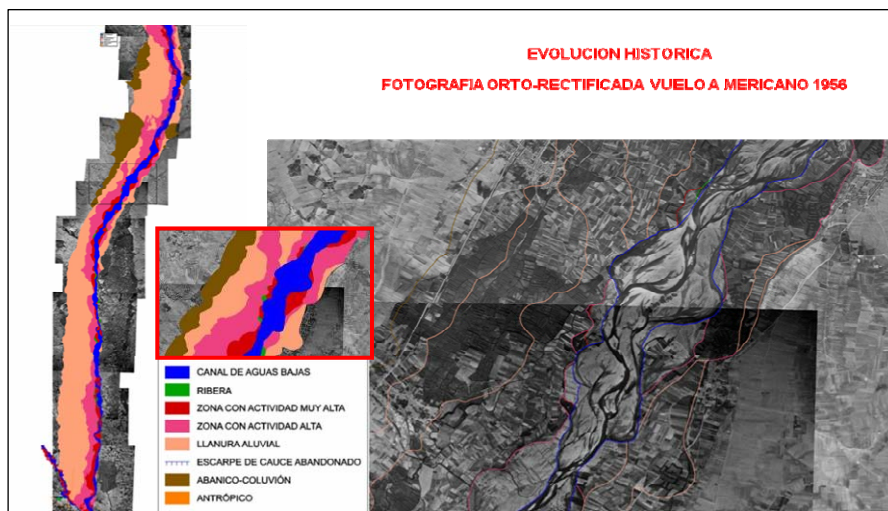 EVOLUCION HISTORICA
FOTOGRAFIA ORTO-RECTIFICADA VUELO A MERICANO 1956
CANAL DE AGUAS BAJAS
RIBERA
ZONA CON ACTIVIDAD MUY ALTA
ZONA CON ACTIVIDAD ALTA
LLANURA ALUVIAL
ESCARPE DE CAUCE ABANDONADO
ABANICO-COLUVIÓN
ANTRÓPICO